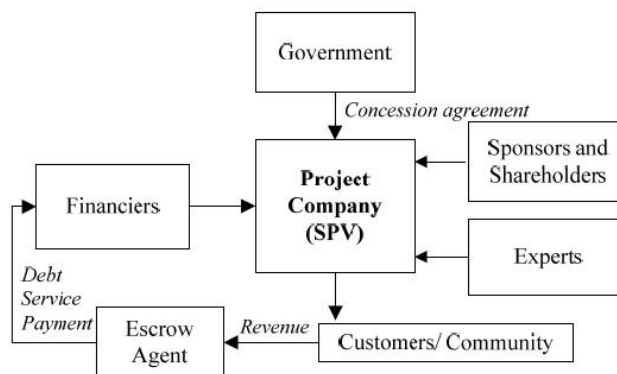 Government
Concession agreement
Sponsors and
Shareholders
Project
Company
(SPV)
Financiers
Experts
Debt
Service
Payment
Escrow
Agent
Revenue
Customers/ Community